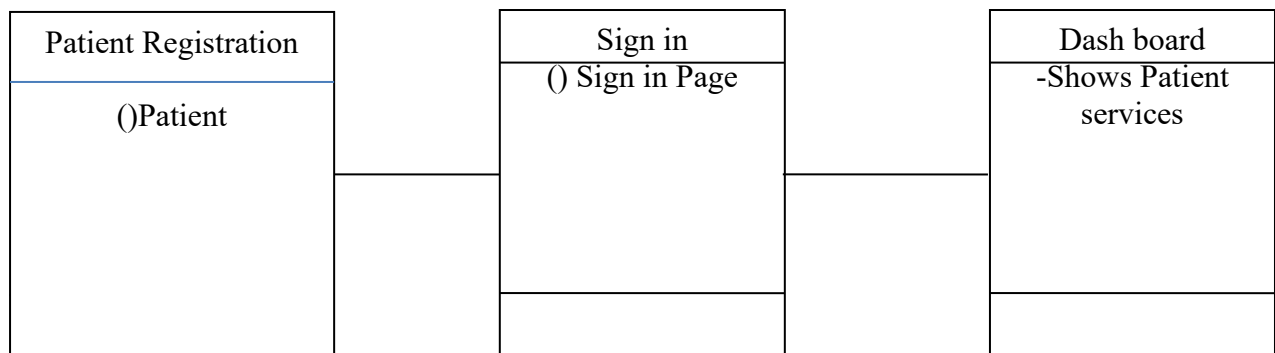 Patient Registration
()Patient
Sign in
() Sign in Page
Dash board
-Shows Patient
services